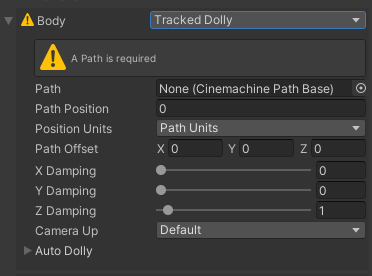 Body Tracked Dolly
A Path is required
Path None (Cinemachine Path Base)
Path Position 0
Position Units Path Units
Path Offset X 0 Y 0 Z 0
X Damping 0
Y Damping 0
Z Damping 1
Camera Up Default
Auto Dolly